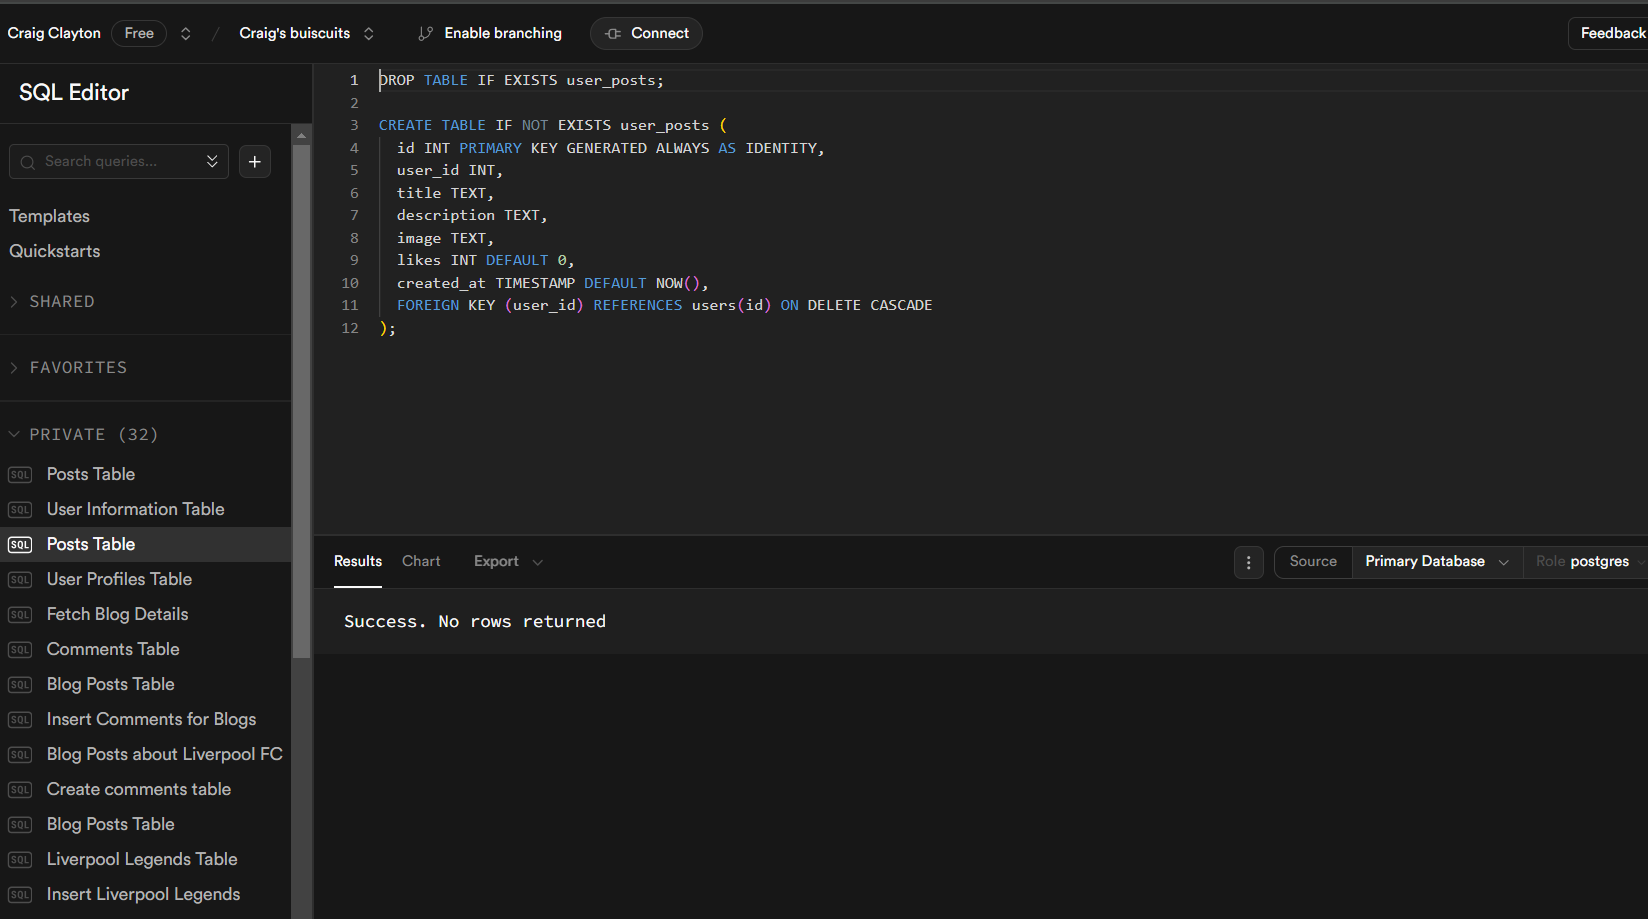 Craig Clayton Free / Craig's buiscuits Enable branching Connect Feedback
SQL Editor
Search queries...
Templates
Quickstarts
SHARED
FAVORITES
PRIVATE (32)
SQL Posts Table
SQL User Information Table
SQL Posts Table
SQL User Profiles Table
SQL Fetch Blog Details
SQL Comments Table
SQL Blog Posts Table
SQL Insert Comments for Blogs
SQL Blog Posts about Liverpool FC
SQL Create comments table
SQL Blog Posts Table
SQL Liverpool Legends Table
SQL Insert Liverpool Legends
1 DROP TABLE IF EXISTS user_posts;
2
3 CREATE TABLE IF NOT EXISTS user_posts (
4 id INT PRIMARY KEY GENERATED ALWAYS AS IDENTITY,
5 user_id INT,
6 title TEXT,
7 description TEXT,
8 image TEXT,
9 likes INT DEFAULT 0,
10 created_at TIMESTAMP DEFAULT NOW(),
11 FOREIGN KEY (user_id) REFERENCES users(id) ON DELETE CASCADE
12 );
Results Chart Export Source Primary Database Role postgres
Success. No rows returned